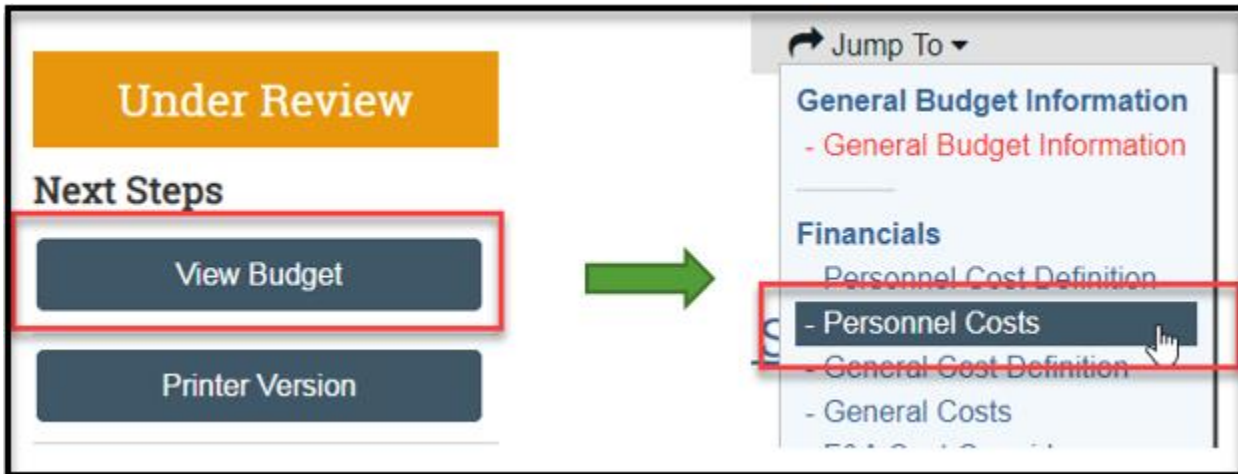 Under Review
Next Steps
View Budget
Printer Version
Jump To
General Budget Information
- General Budget Information
Financials
- Personnel Cost Definition
- Personnel Costs
- General Cost Definition
- General Costs